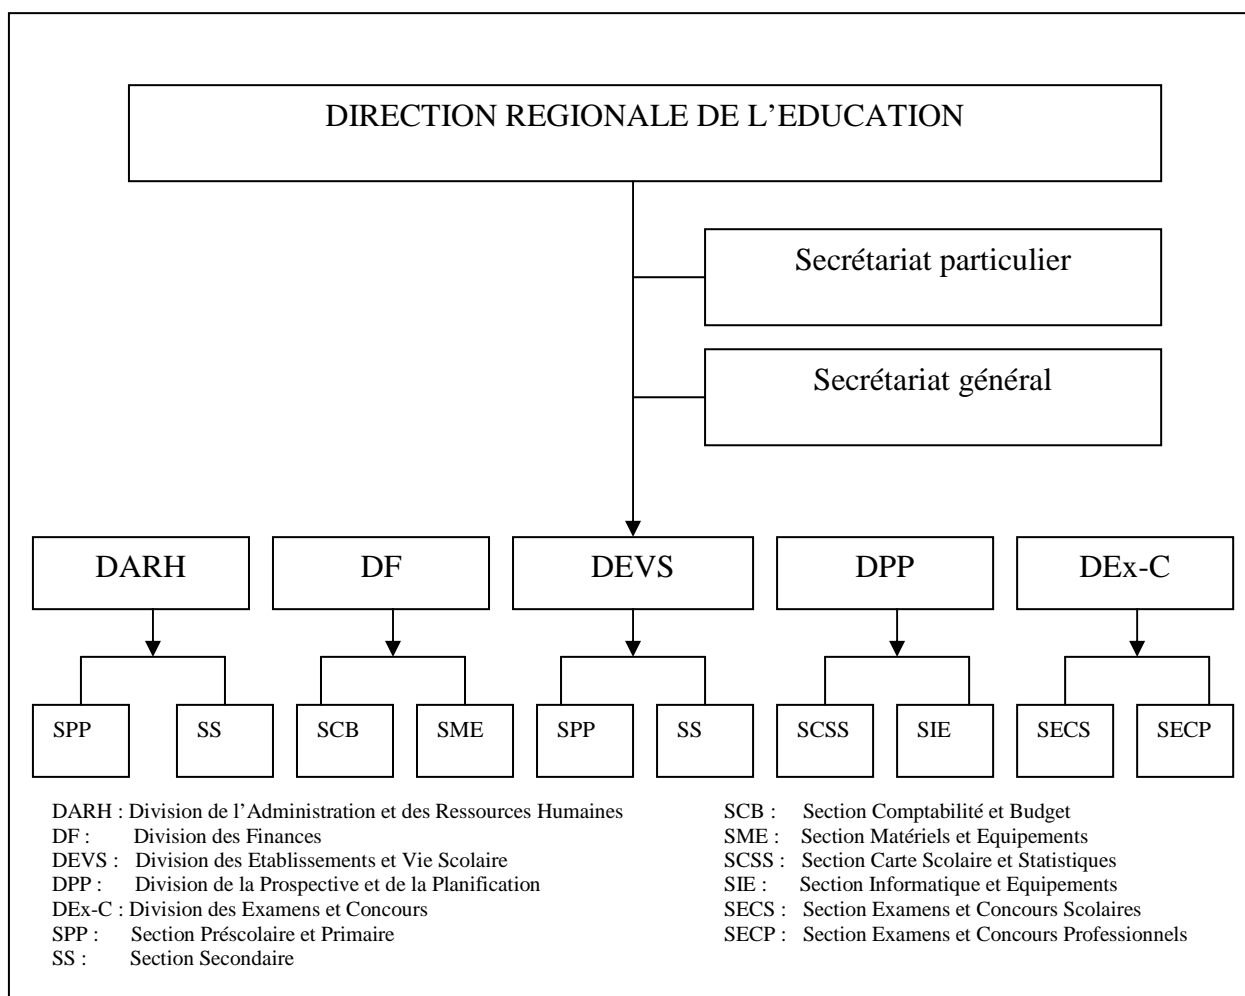 DIRECTION REGIONALE DE L’EDUCATION
Secrétariat particulier
Secrétariat général
DARH DF DEVS DPP DEx-C
SPP SS SCB SME SPP SS SCSS SIE SECS SECP
DARH : Division de l’Administration et des Ressources Humaines
DF : Division des Finances
DEVS : Division des Etablissements et Vie Scolaire
DPP : Division de la Prospective et de la Planification
DEx-C : Division des Examens et Concours
SPP : Section Préscolaire et Primaire
SS : Section Secondaire
SCB : Section Comptabilité et Budget
SME : Section Matériels et Equipements
SCSS : Section Carte Scolaire et Statistiques
SIE : Section Informatique et Equipements
SECS : Section Examens et Concours Scolaires
SECP : Section Examens et Concours Professionnels